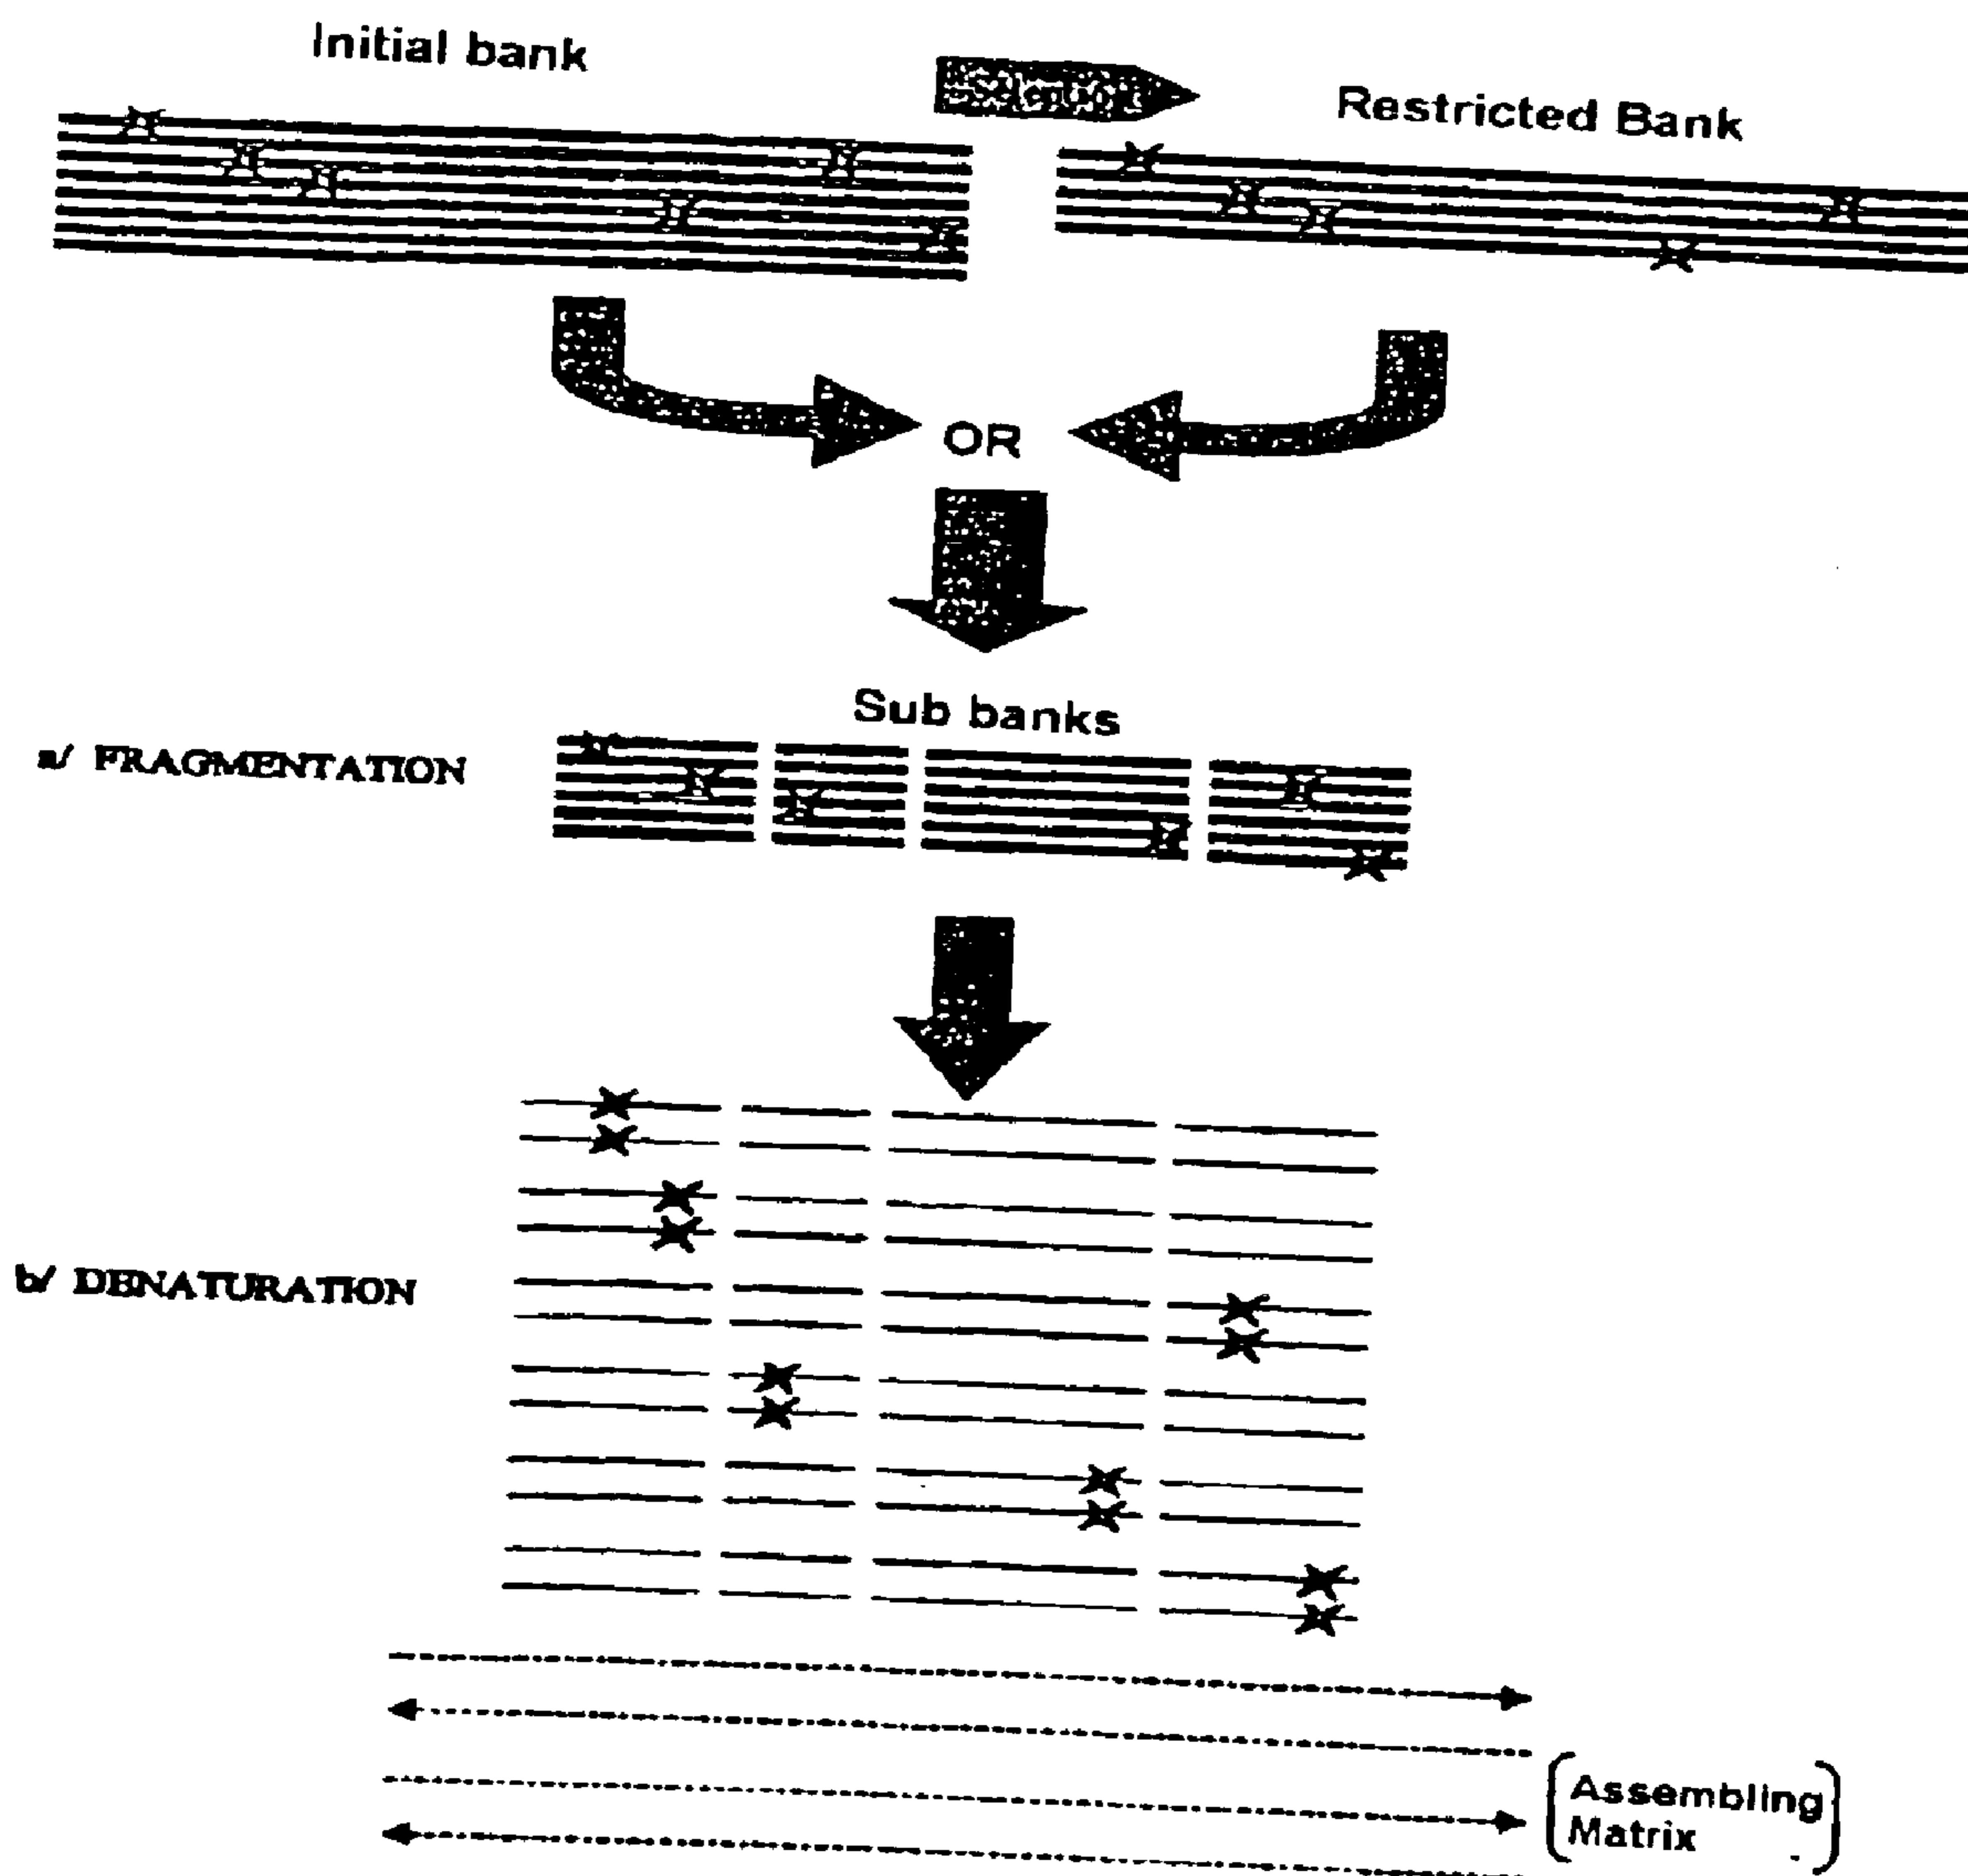 Initial bank
Restricted Bank
OR
Sub banks
a/ FRAGMENTATION
b/ DENATURATION
Assembling
Matrix